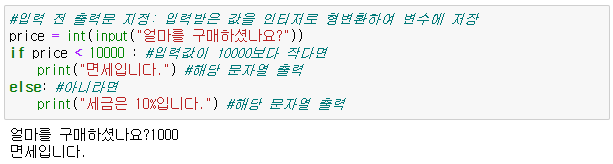 #입력 전 출력문 지정: 입력받은 값을 인티저로 형변환하여 변수에 저장
price = int(input("얼마를 구매하셨나요?"))
if price < 10000 : #입력값이 10000보다 작다면
    print("면세입니다.") #해당 문자열 출력
else: #아니라면
    print("세금은 10%입니다.") #해당 문자열 출력
얼마를 구매하셨나요?1000
면세입니다.